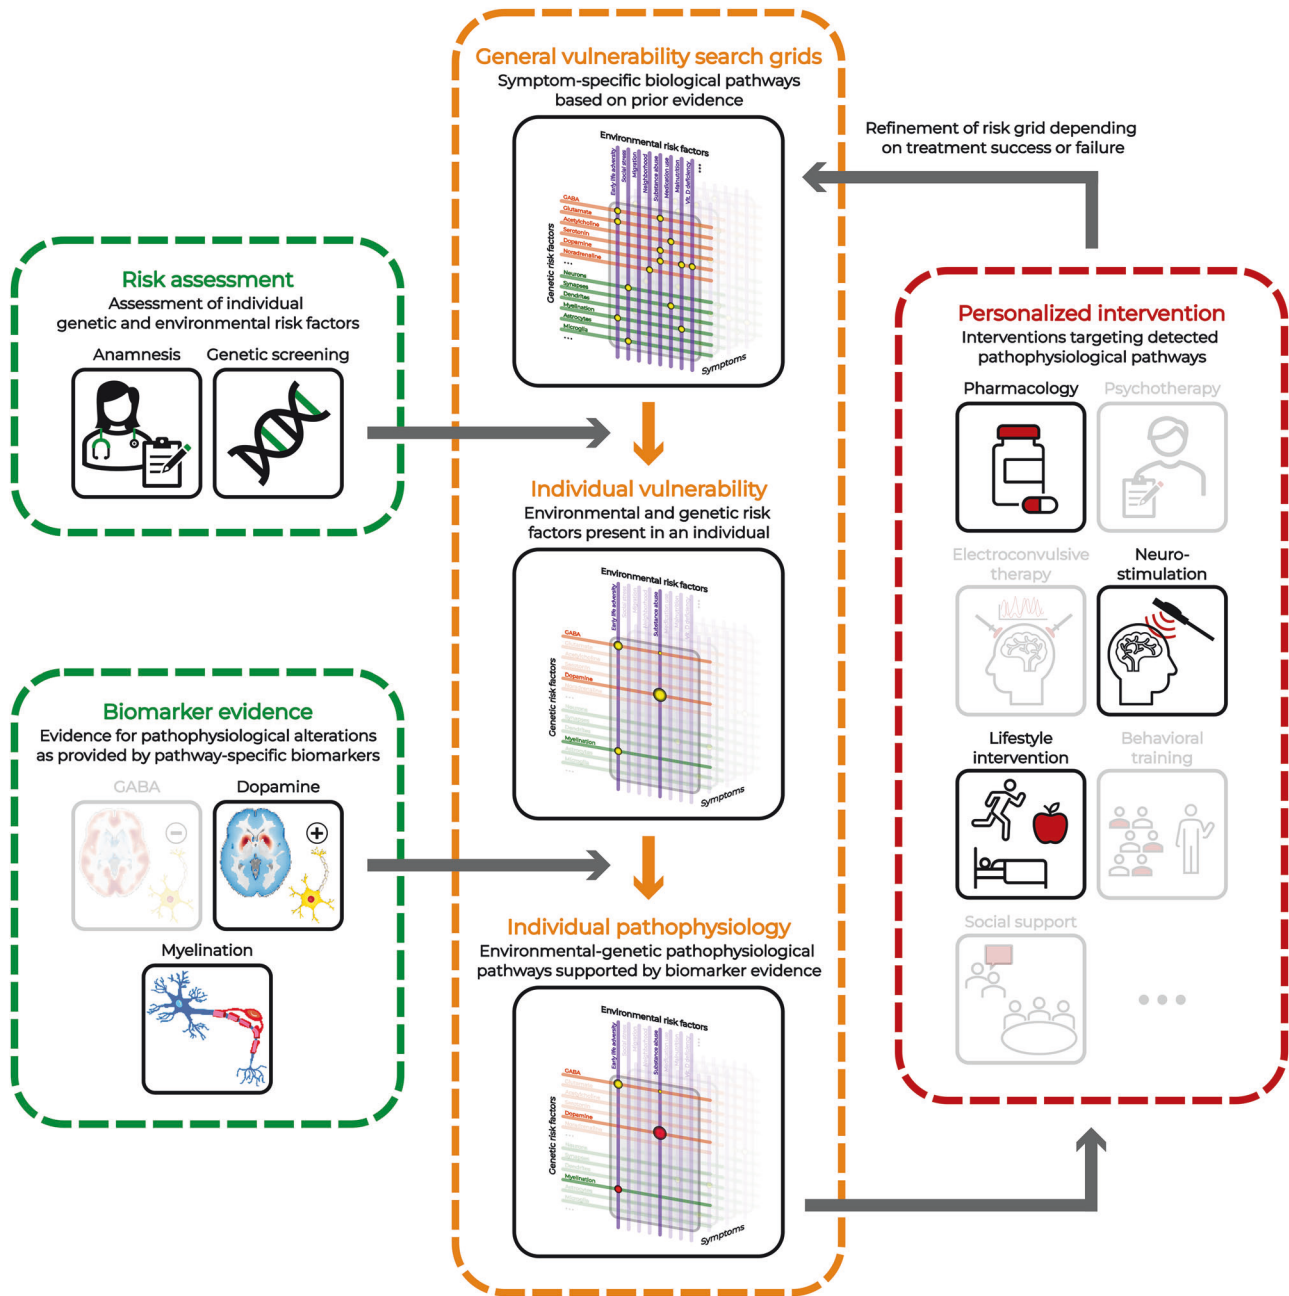 General vulnerability search grids
Symptom-specific biological pathways
based on prior evidence
Environmental risk factors
Early life adversity
Social stress
Migration
Neighborhood
Substance abuse
Medication use
Malnutrition
Vit. D deficiency
...
GABA
Glutamate
Acetylcholine
Serotonin
Dopamine
Noradrenaline
...
Neurons
Synapses
Dendrites
Myelination
Astrocytes
Microglia
...
Genetic risk factors
Symptoms
Refinement of risk grid depending
on treatment success or failure
Risk assessment
Assessment of individual
genetic and environmental risk factors
Anamnesis
Genetic screening
Individual vulnerability
Environmental and genetic risk
factors present in an individual
Environmental risk factors
Early life adversity
Substance abuse
GABA
Dopamine
Myelination
Genetic risk factors
Symptoms
Biomarker evidence
Evidence for pathophysiological alterations
as provided by pathway-specific biomarkers
GABA
Dopamine
Myelination
Individual pathophysiology
Environmental-genetic pathophysiological
pathways supported by biomarker evidence
Environmental risk factors
Early life adversity
Substance abuse
GABA
Dopamine
Myelination
Genetic risk factors
Symptoms
Personalized intervention
Interventions targeting detected
pathophysiological pathways
Pharmacology
Psychotherapy
Electroconvulsive
therapy
Neuro-
stimulation
Lifestyle
intervention
Behavioral
training
Social support
...